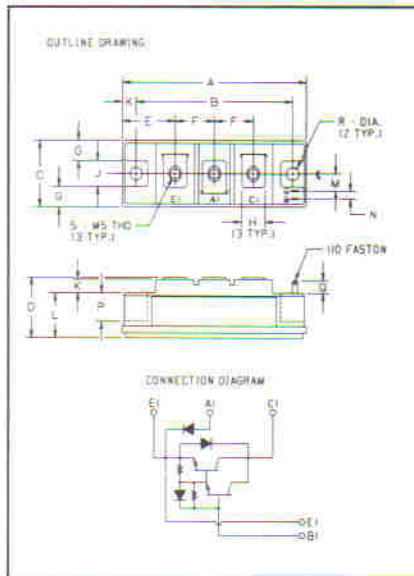 OUTLINE DRAWING
A
K B
E F F
R - DIA.
(2 TYP.)
G
C J
G
M
N
E1 A1 C1
S - M5 THD
(3 TYP.)
H
(3 TYP.)
110 FASTON
K
D L P
Q
CONNECTION DIAGRAM
E1 A1 C1
E1
B1